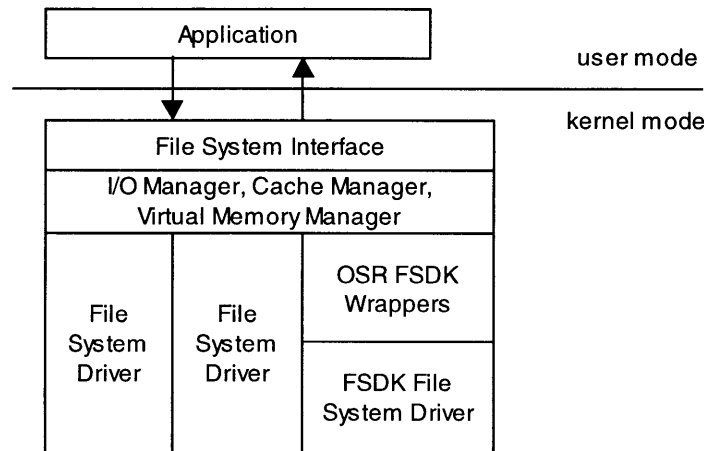 Application
user mode
kernel mode
File System Interface
I/O Manager, Cache Manager,
Virtual Memory Manager
File
System
Driver
File
System
Driver
OSR FSDK
Wrappers
FSDK File
System Driver